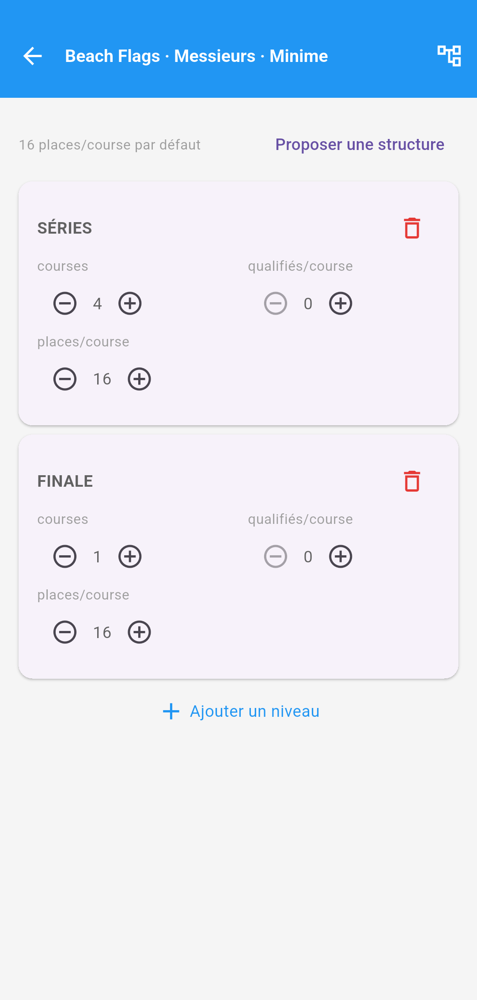 Beach Flags · Messieurs · Minime
16 places/course par défaut
Proposer une structure
SÉRIES
courses
qualifiés/course
4
0
places/course
16
FINALE
courses
qualifiés/course
1
0
places/course
16
Ajouter un niveau